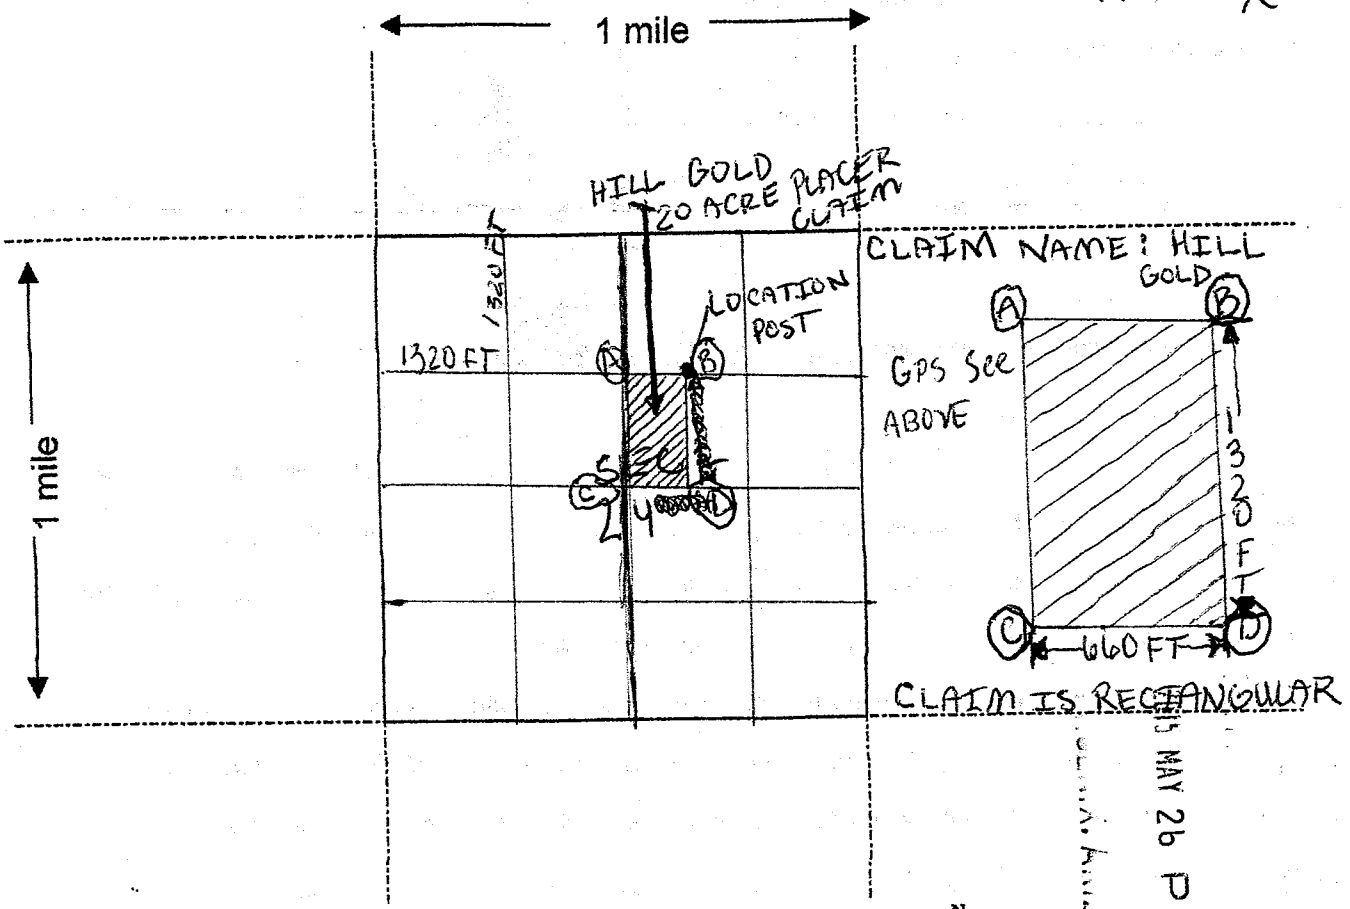 1 mile
HILL GOLD
20 ACRE PLACER
CLAIM
1320 FT
CLAIM NAME: HILL
GOLD
LOCATION
POST
1320 FT
A
B
A
B
GPS See
ABOVE
1 mile
1320 FT
SEC
C
24
D
C
660 FT
D
CLAIM IS RECTANGULAR
MAY 26 P